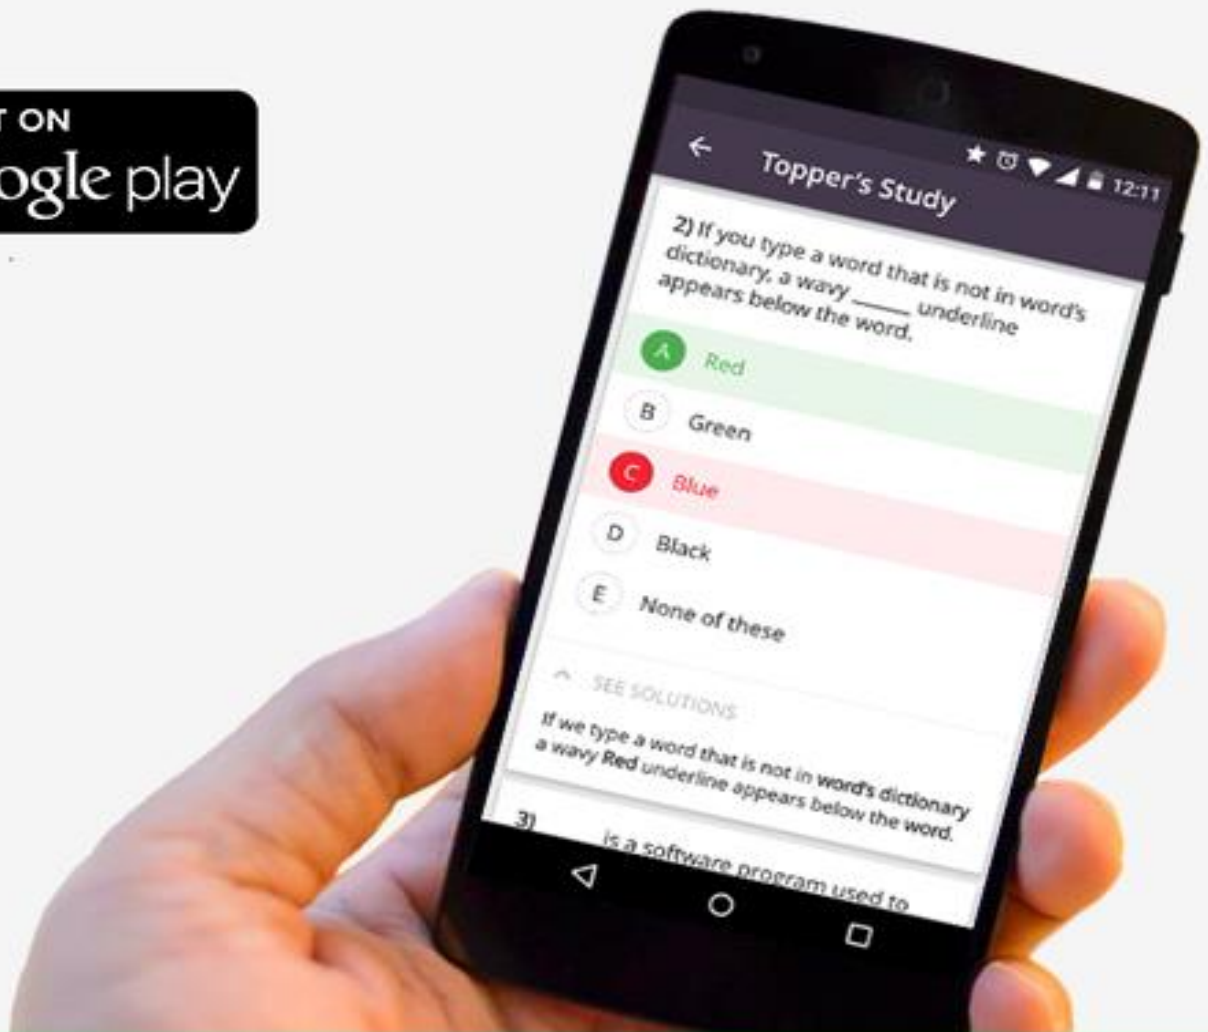 T ON
ogle play
Topper's Study
12:11
2) If you type a word that is not in word's
dictionary, a wavy _____ underline
appears below the word.
A Red
B Green
C Blue
D Black
E None of these
SEE SOLUTIONS
If we type a word that is not in word's dictionary
a wavy Red underline appears below the word.
3) _____ is a software program used to